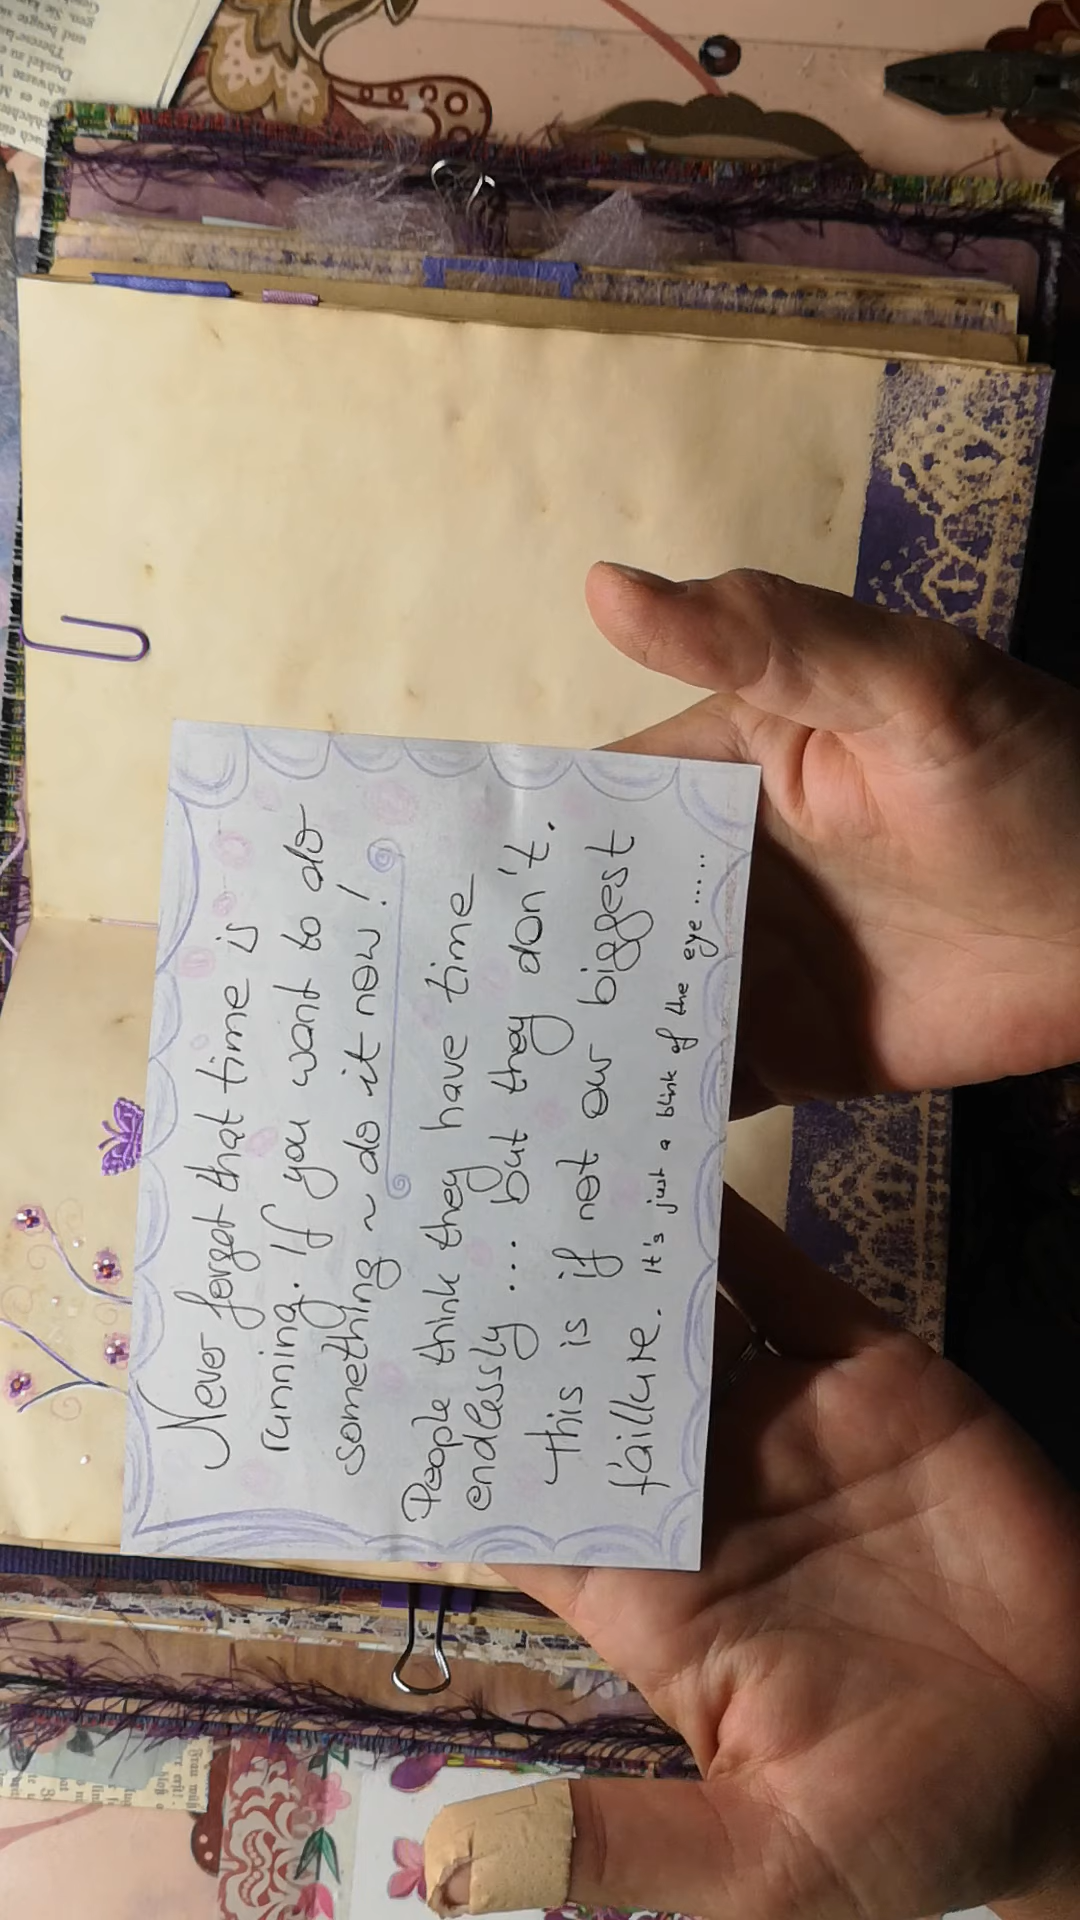 Never forget that time is
running. If you want to do
something ~ do it now!
People think they have time
endlessly ... but they don't.
This is if not our biggest
faillure. It's just a blink of the eye......